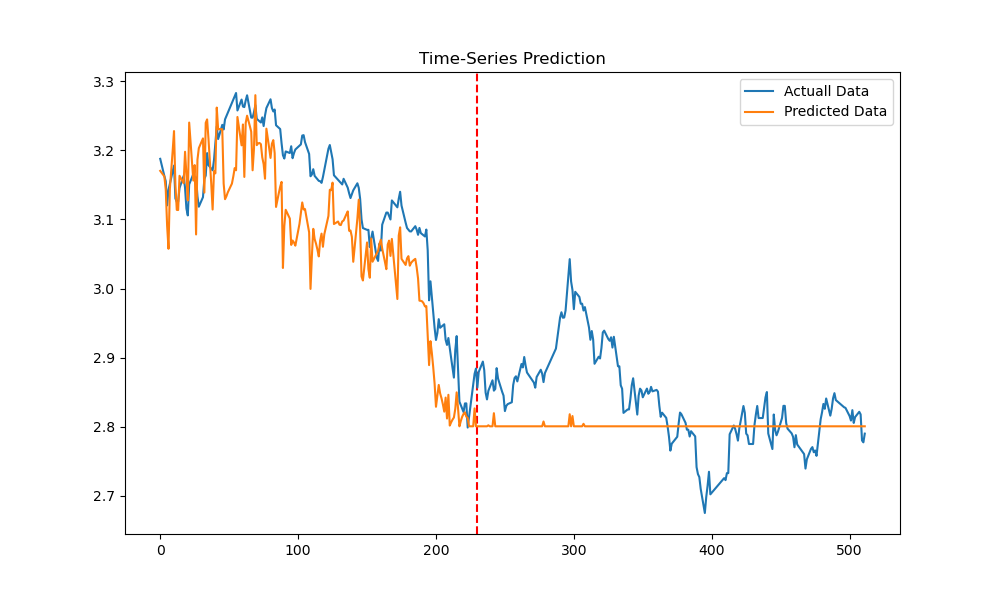 Time-Series Prediction
3.3
3.2
3.1
3.0
2.9
2.8
2.7
Actuall Data
Predicted Data
0 100 200 300 400 500